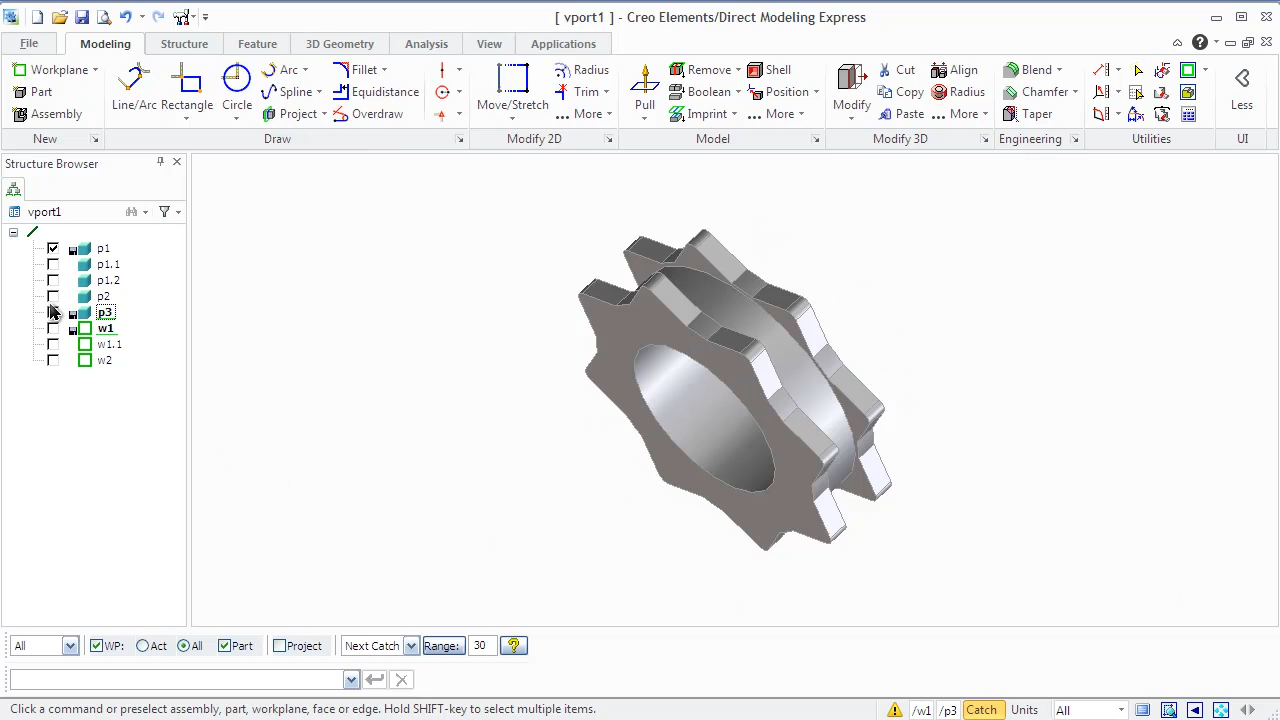 [ vport1 ] - Creo Elements/Direct Modeling Express
File Modeling Structure Feature 3D Geometry Analysis View Applications
Workplane Part Assembly
New
Line/Arc Rectangle Circle Arc Spline Project Fillet Equidistance Overdraw
Draw
Move/Stretch Radius Trim More
Modify 2D
Pull Remove Boolean Imprint Shell Position More
Model
Modify Cut Copy Paste Align Radius More
Modify 3D
Blend Chamfer Taper
Engineering
Utilities
Less
UI
Structure Browser
vport1
p1
p1.1
p1.2
p2
p3
w1
w1.1
w2
All WP: Act All Part Project Next Catch Range: 30 ?
Click a command or preselect assembly, part, workplane, face or edge. Hold SHIFT-key to select multiple items. /w1 /p3 Catch Units All